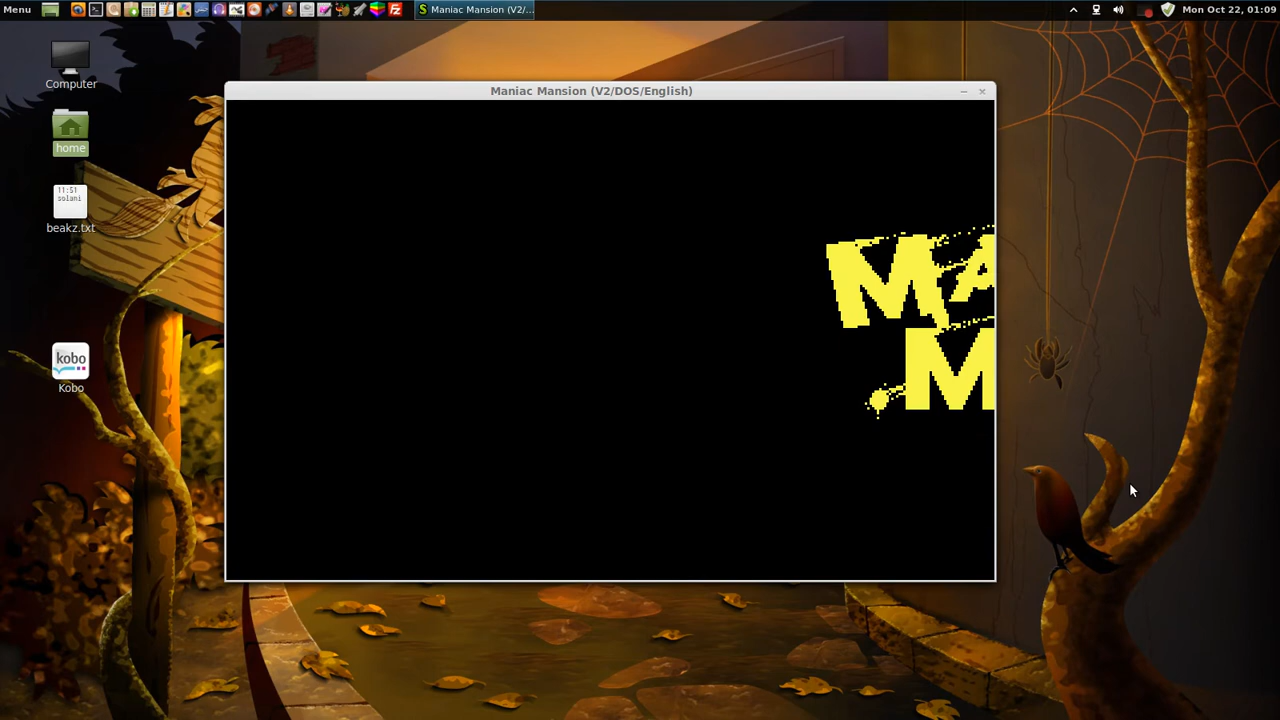 Menu
S Maniac Mansion (V2/...
Mon Oct 22, 01:09
Computer
home
11:51
solani
beakz.txt
kobo
Kobo
Maniac Mansion (V2/DOS/English)
MA
M